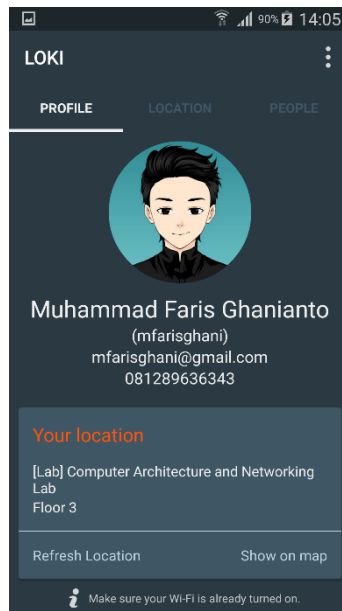 90% 14:05
LOKI
PROFILE LOCATION PEOPLE
Muhammad Faris Ghanianto
(mfarisghani)
mfarisghani@gmail.com
081289636343
Your location
[Lab] Computer Architecture and Networking
Lab
Floor 3
Refresh Location Show on map
Make sure your Wi-Fi is already turned on.